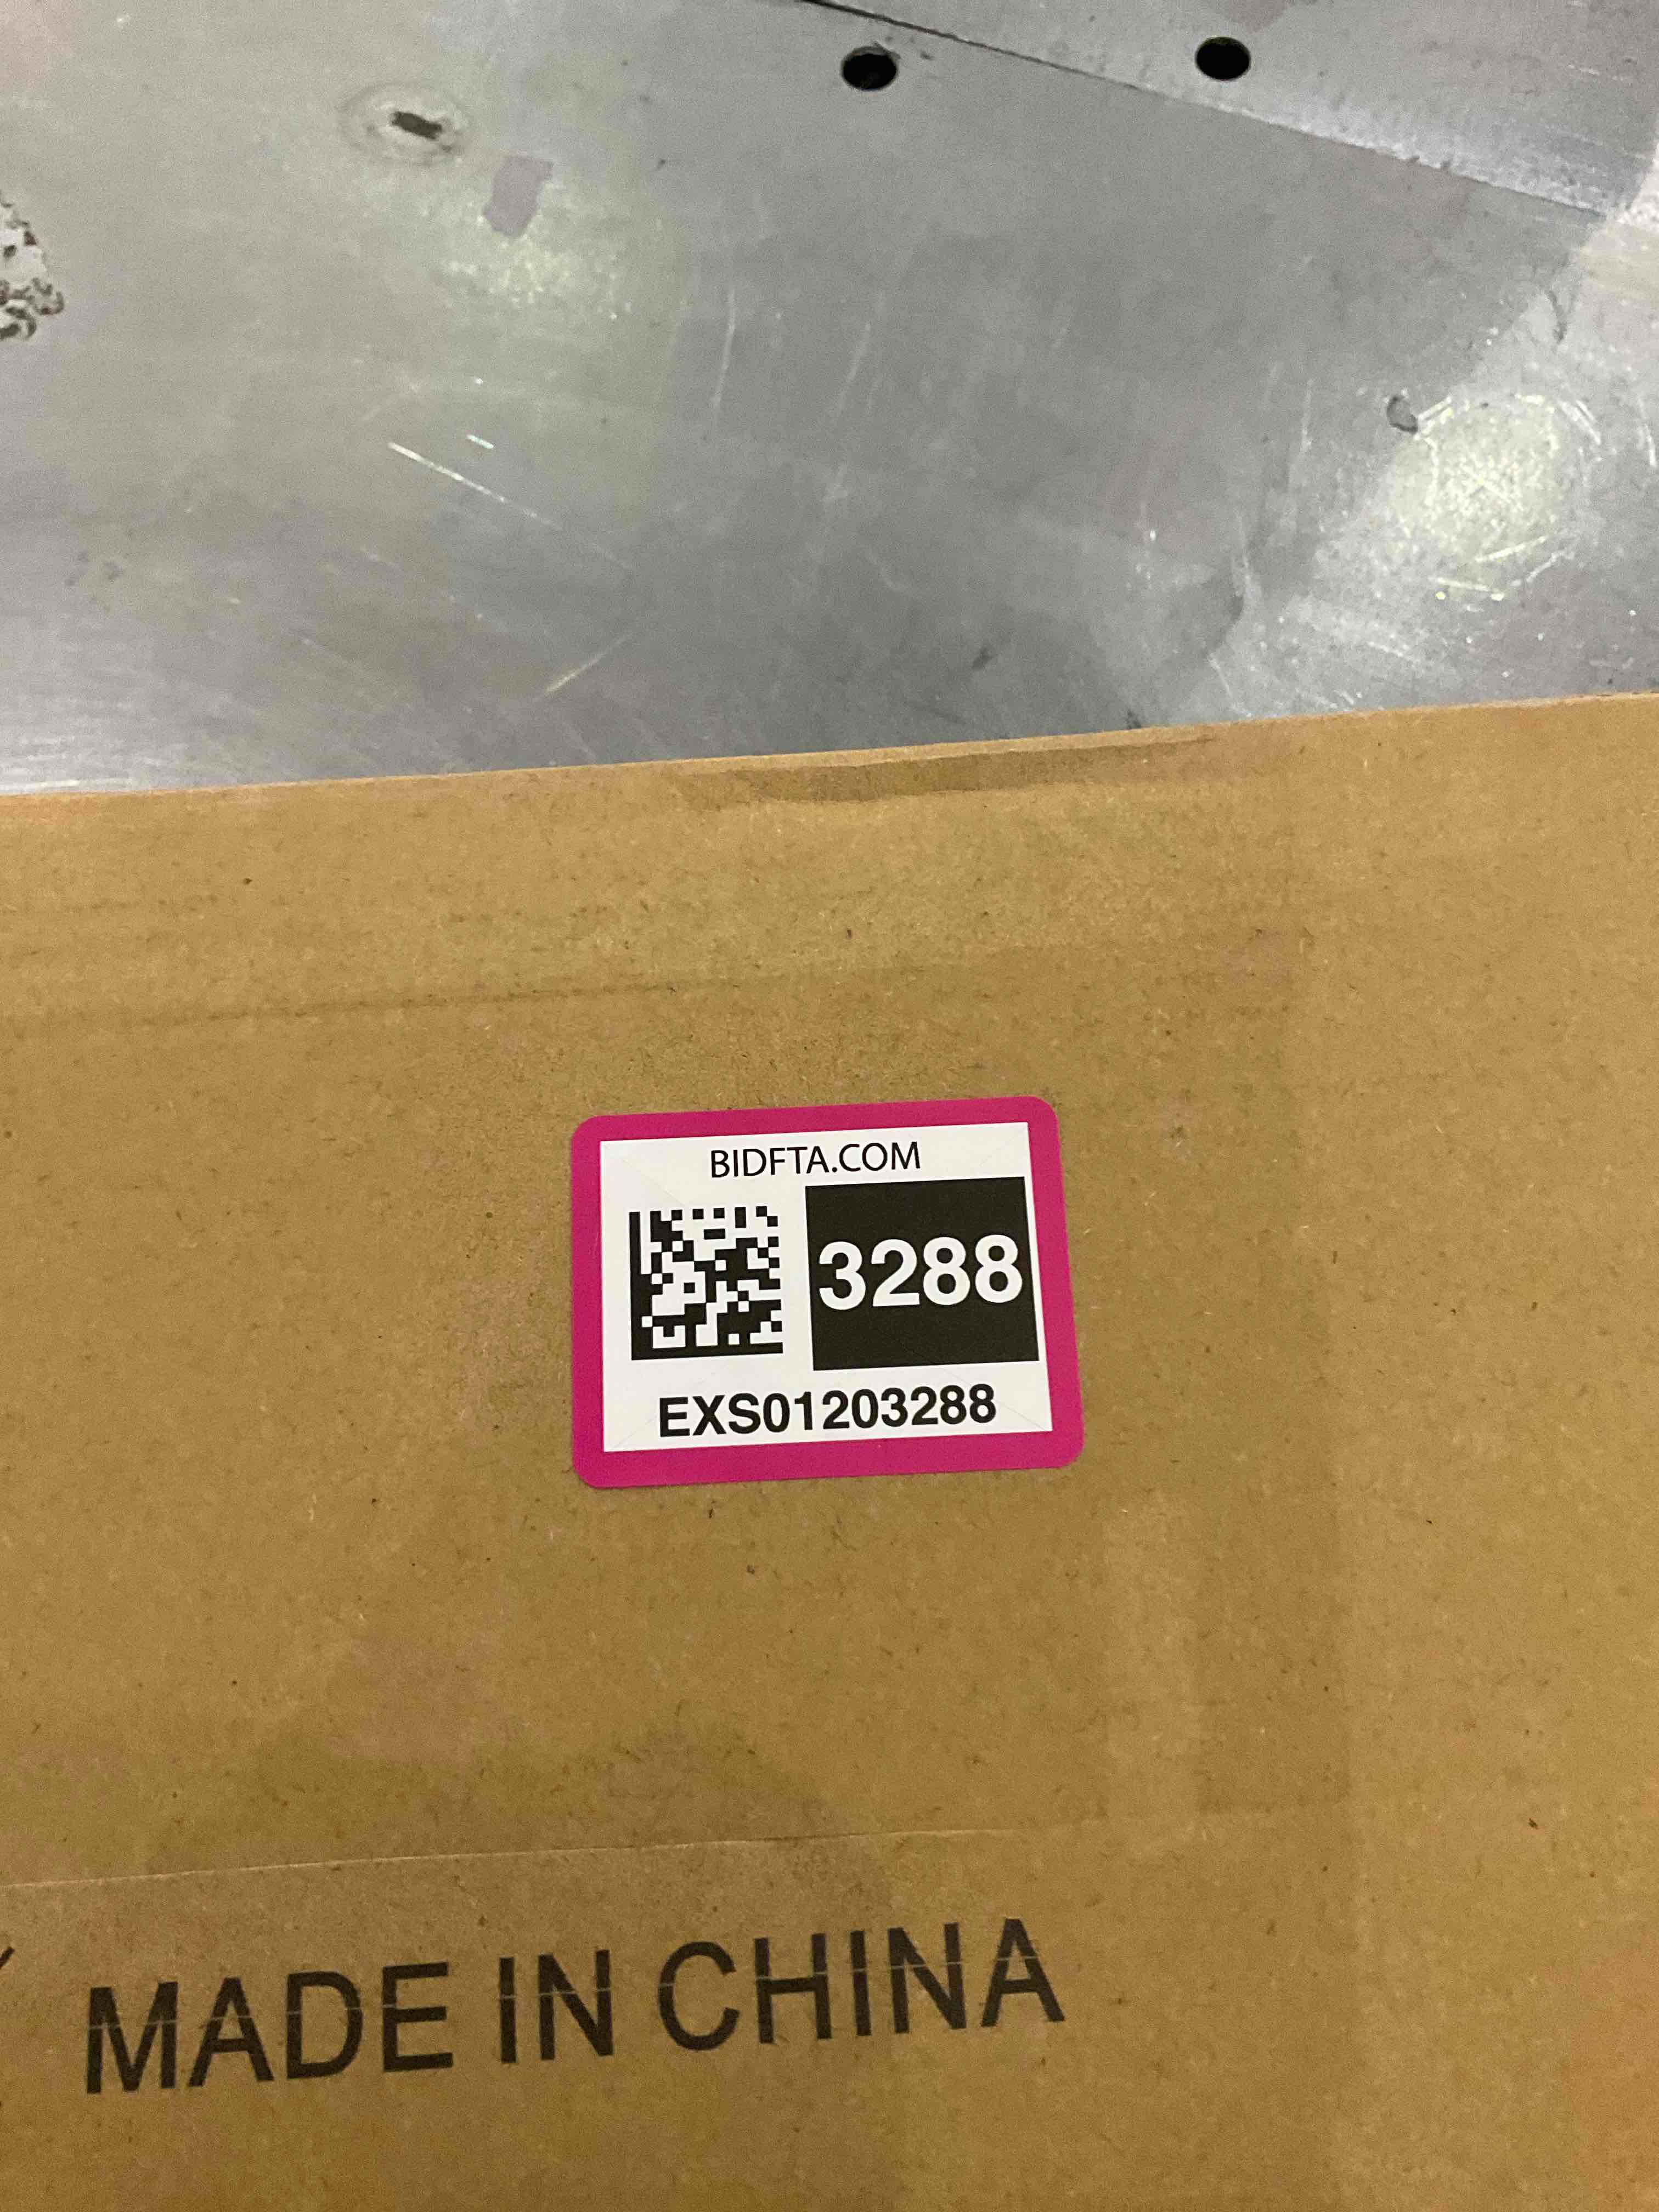 BIDFTA.COM
3288
EXS01203288
MADE IN CHINA